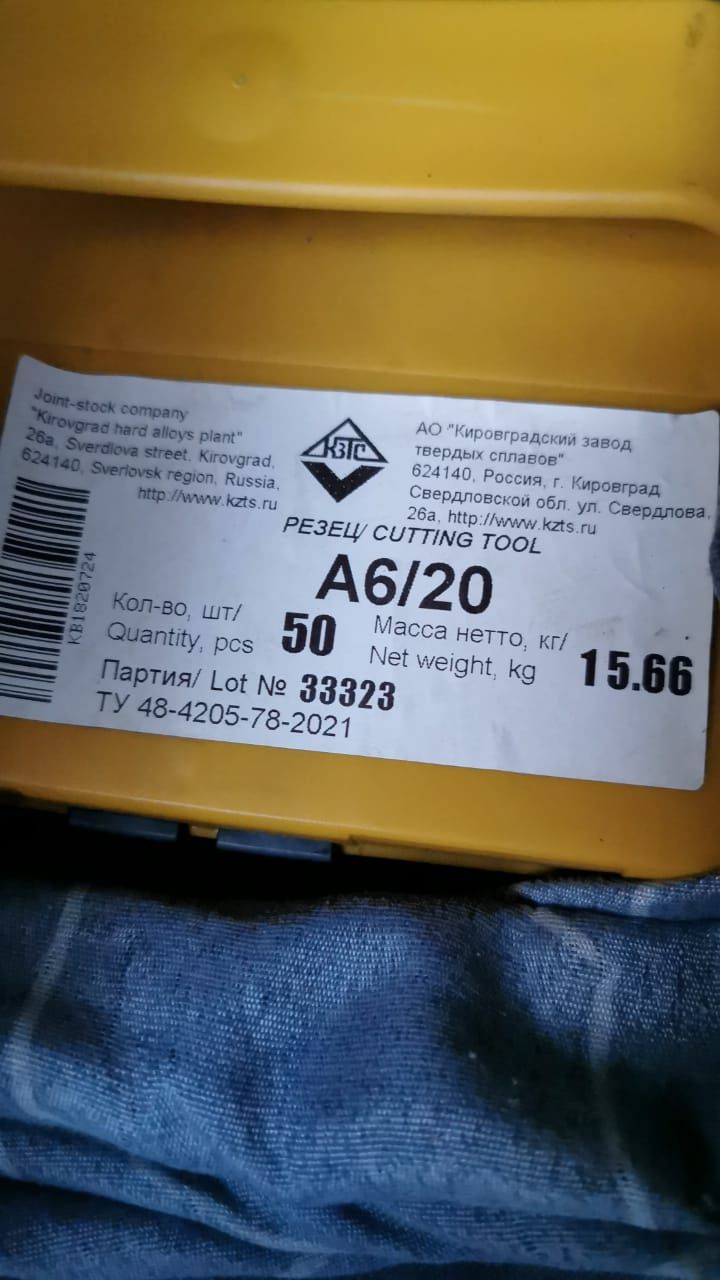 Joint-stock company
"Kirovgrad hard alloys plant"
26a, Sverdlova street, Kirovgrad,
624140, Sverlovsk region, Russia,
http://www.kzts.ru
КЗТС
АО "Кировградский завод
твердых сплавов"
624140, Россия, г. Кировград
Свердловской обл. ул. Свердлова,
26а, http://www.kzts.ru
РЕЗЕЦ/ CUTTING TOOL
А6/20
КВ1820724
Кол-во, шт/
Quantity, pcs 50
Масса нетто, кг/
Net weight, kg 15.66
Партия/ Lot № 33323
ТУ 48-4205-78-2021